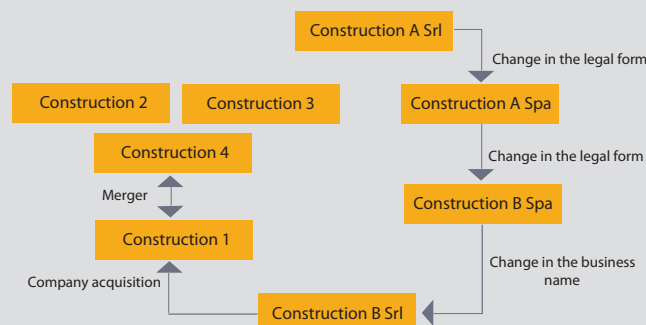 Construction A Srl
Change in the legal form
Construction 2
Construction 3
Construction A Spa
Construction 4
Change in the legal form
Merger
Construction B Spa
Construction 1
Change in the business
name
Company acquisition
Construction B Srl